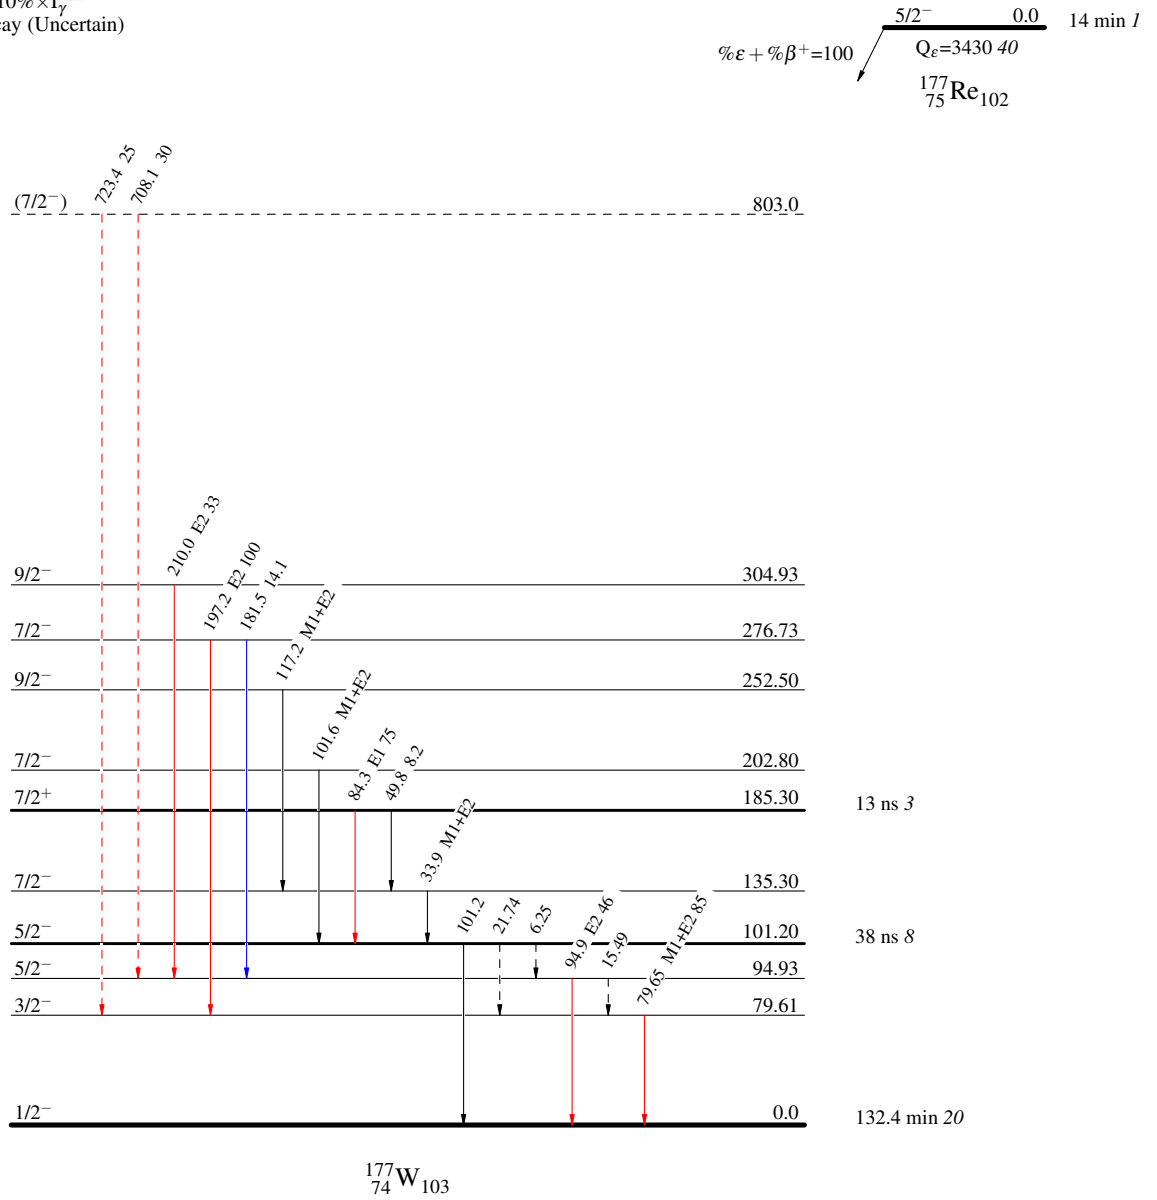 10%×Iγ
ay (Uncertain)
5/2⁻ 0.0 14 min 1
%ε+%β⁺=100 Qε=3430 40
¹⁷⁷₇₅Re₁₀₂
723.4 25
708.1 30
(7/2⁻) 803.0
210.0 E2 33
9/2⁻ 304.93
197.2 E2 100
181.5 14.1
7/2⁻ 276.73
117.2 M1+E2
9/2⁻ 252.50
101.6 M1+E2
7/2⁻ 202.80
84.3 E1 75
49.8 8.2
7/2⁺ 185.30 13 ns 3
33.9 M1+E2
7/2⁻ 135.30
101.2
21.74
6.25
5/2⁻ 101.20 38 ns 8
94.9 E2 46
15.49
5/2⁻ 94.93
79.65 M1+E2 85
3/2⁻ 79.61
1/2⁻ 0.0 132.4 min 20
¹⁷⁷₇₄W₁₀₃